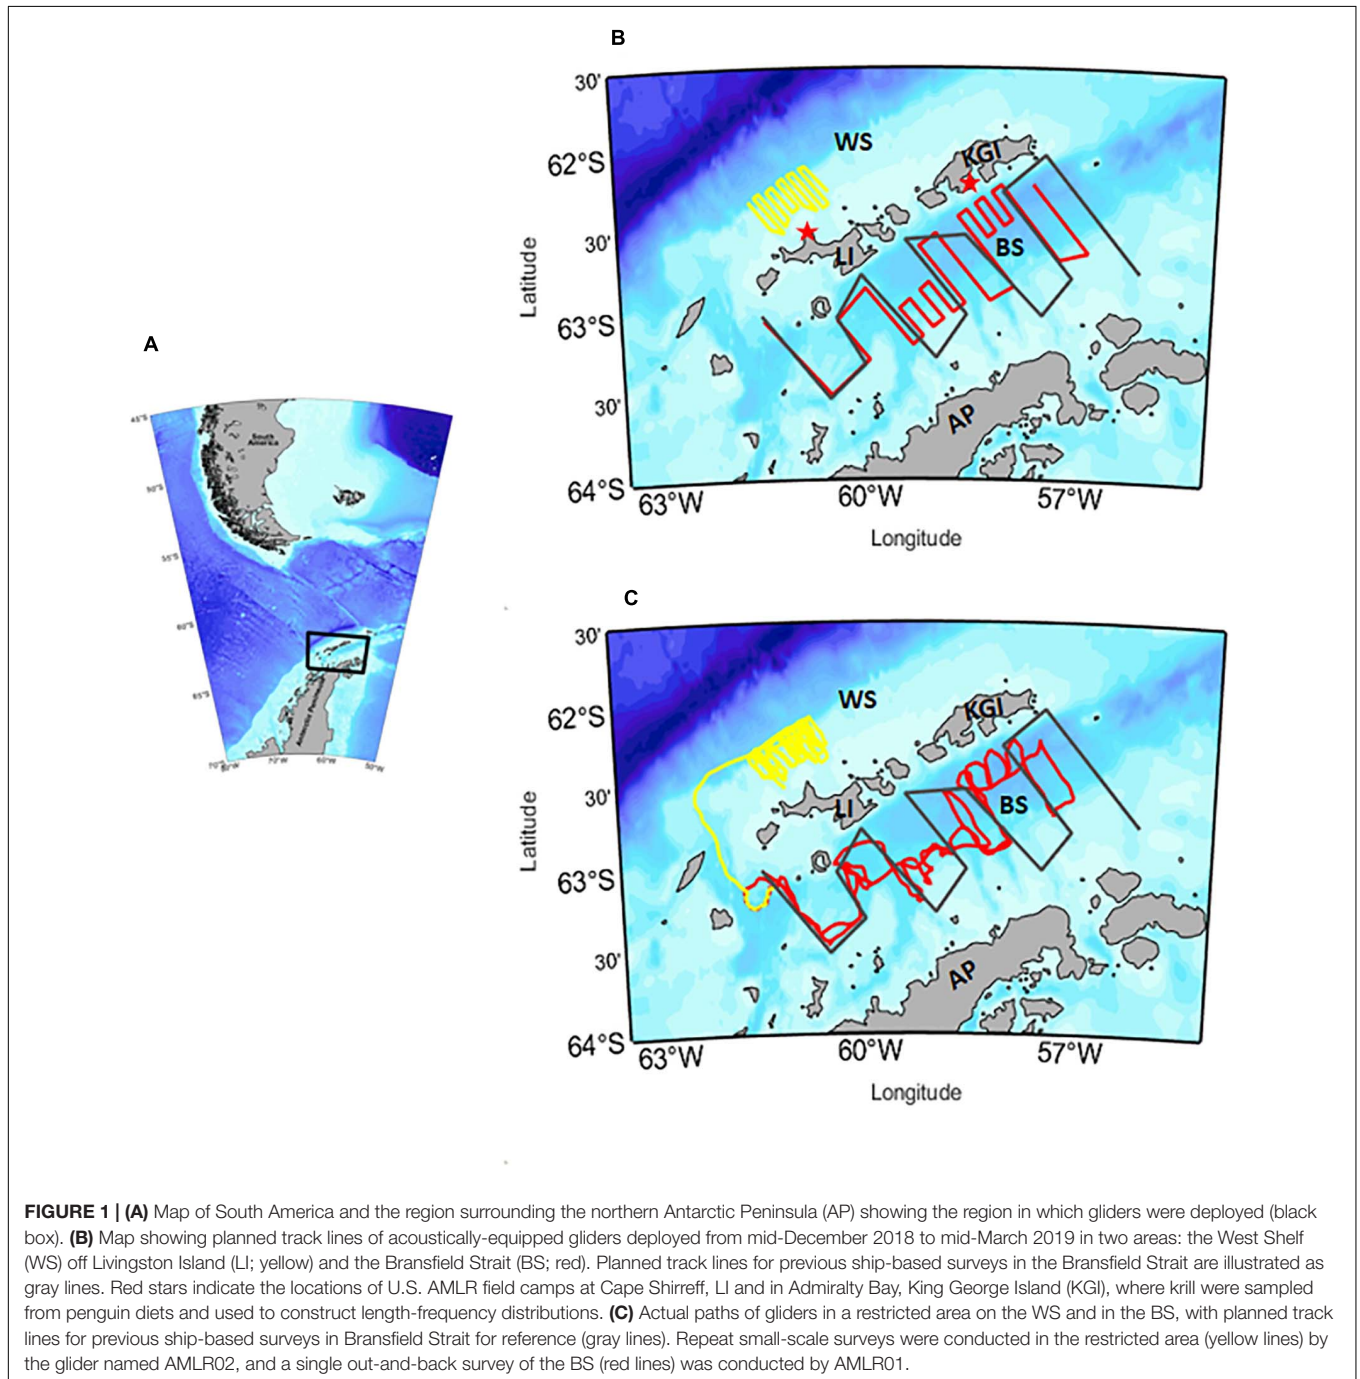 B
30'
WS
KGI
62°S
30'
LI
BS
Latitude
63°S
30'
AP
64°S
63°W
60°W
57°W
Longitude
A
45°S
South
America
50°S
55°S
60°S
65°S
Antarctic Peninsula
70°S
80°W
70°W
60°W
50°W
C
30'
WS
KGI
62°S
30'
LI
BS
Latitude
63°S
30'
AP
64°S
63°W
60°W
57°W
Longitude
FIGURE 1 | (A) Map of South America and the region surrounding the northern Antarctic Peninsula (AP) showing the region in which gliders were deployed (black
box). (B) Map showing planned track lines of acoustically-equipped gliders deployed from mid-December 2018 to mid-March 2019 in two areas: the West Shelf
(WS) off Livingston Island (LI; yellow) and the Bransfield Strait (BS; red). Planned track lines for previous ship-based surveys in the Bransfield Strait are illustrated as
gray lines. Red stars indicate the locations of U.S. AMLR field camps at Cape Shirreff, LI and in Admiralty Bay, King George Island (KGI), where krill were sampled
from penguin diets and used to construct length-frequency distributions. (C) Actual paths of gliders in a restricted area on the WS and in the BS, with planned track
lines for previous ship-based surveys in Bransfield Strait for reference (gray lines). Repeat small-scale surveys were conducted in the restricted area (yellow lines) by
the glider named AMLR02, and a single out-and-back survey of the BS (red lines) was conducted by AMLR01.